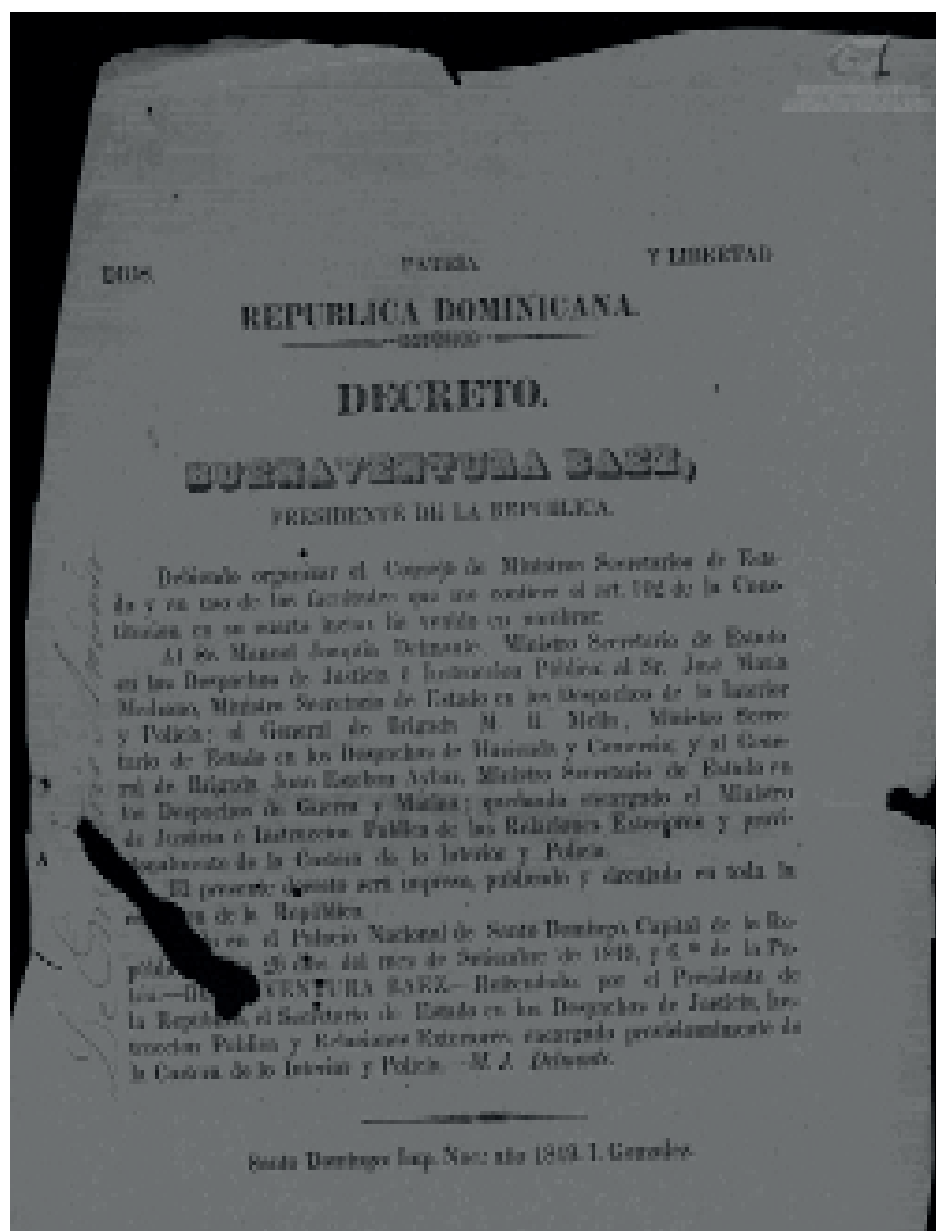 G-1
DIOS. PATRIA Y LIBERTAD
REPUBLICA DOMINICANA.
DECRETO.
BUENAVENTURA BAEZ,
PRESIDENTE DE LA REPUBLICA.
Debiendo organizar el Consejo de Ministros Secretarios de Esta-
do y en uso de las facultades que me confiere el art. 102 de la Cons-
titucion en su inciso he venido en nombrar.
Al Sr. Manuel Joaquin Delmonte, Ministro Secretario de Estado
en los Despachos de Justicia é Instruccion Pública; al Sr. José Maria
Medrano, Ministro Secretario de Estado en los Despachos de lo Interior
y Policía; al General de Brigada M. R. Mella, Ministro Secre-
tario de Estado en los Despachos de Hacienda y Comercio; y al Gene-
ral de Brigada Juan Esteban Aybar, Ministro Secretario de Estado en
los Despachos de Guerra y Marina; quedando encargado el Ministro
de Justicia é Instruccion Publica de las Relaciones Exteriores y provi-
sionalmente de la Cartera de lo Interior y Policía.
El presente decreto será impreso, publicado y circulado en toda la
de la República.
en el Palacio Nacional de Santo Domingo, Capital de la Re-
dias del mes de Setiembre de 1849, y 6.º de la Pa-
tria.—VENTURA BAEZ—Refrendado por el Presidente de
la República, el Secretario de Estado en los Despachos de Justicia, Ins-
truccion Publica y Relaciones Exteriores, encargado provisionalmente de
la Cartera de lo Interior y Policía.—M. J. Delmonte.
Santo Domingo Imp. Nac: año 1849. I. Gonzalez.